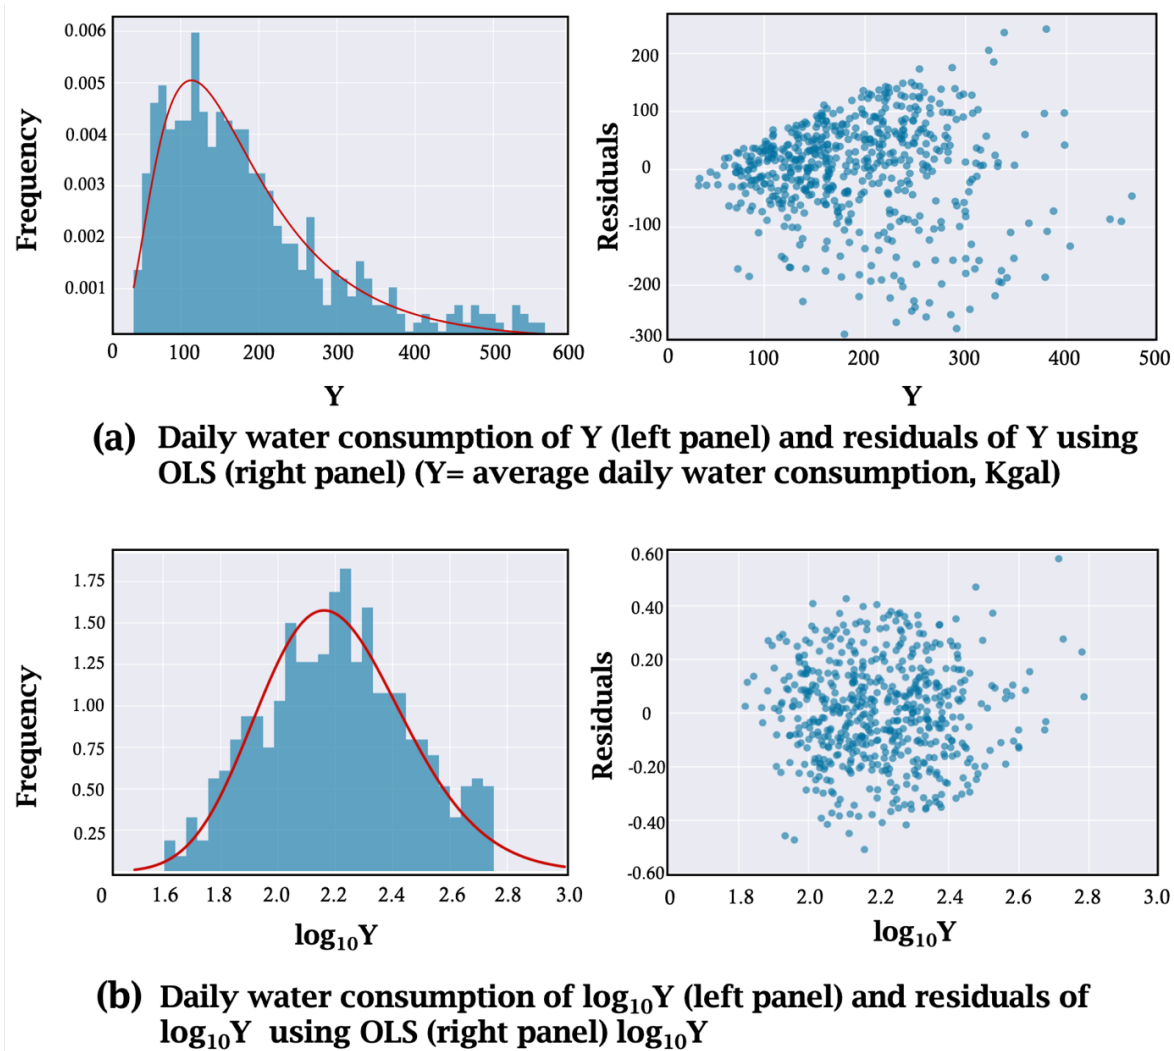 0.006
0.005
0.004
0.003
0.002
0.001
Frequency
0 100 200 300 400 500 600
Y
200
100
0
-100
-200
-300
Residuals
0 100 200 300 400 500
Y
(a) Daily water consumption of Y (left panel) and residuals of Y using
OLS (right panel) (Y= average daily water consumption, Kgal)
1.75
1.50
1.25
1.00
0.75
0.50
0.25
Frequency
0 1.6 1.8 2.0 2.2 2.4 2.6 2.8 3.0
log₁₀Y
0.60
0.40
0.20
0
-0.20
-0.40
-0.60
Residuals
0 1.8 2.0 2.2 2.4 2.6 2.8 3.0
log₁₀Y
(b) Daily water consumption of log₁₀Y (left panel) and residuals of
log₁₀Y using OLS (right panel) log₁₀Y